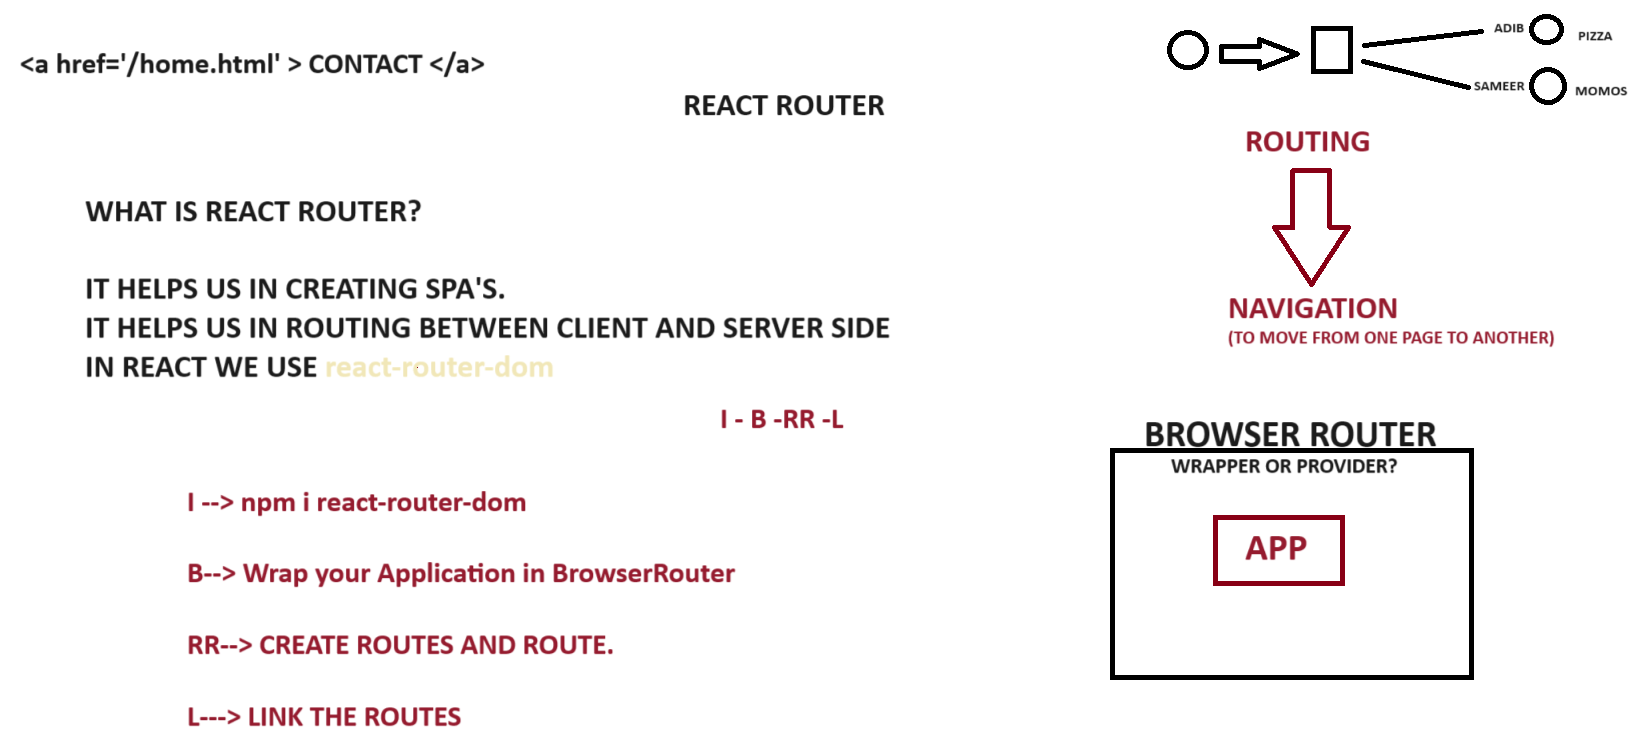 <a href='/home.html' > CONTACT </a>
REACT ROUTER
WHAT IS REACT ROUTER?
IT HELPS US IN CREATING SPA'S.
IT HELPS US IN ROUTING BETWEEN CLIENT AND SERVER SIDE
IN REACT WE USE react-router-dom
I - B -RR -L
I --> npm i react-router-dom
B--> Wrap your Application in BrowserRouter
RR--> CREATE ROUTES AND ROUTE.
L---> LINK THE ROUTES
ADIB
PIZZA
SAMEER
MOMOS
ROUTING
NAVIGATION
(TO MOVE FROM ONE PAGE TO ANOTHER)
BROWSER ROUTER
WRAPPER OR PROVIDER?
APP